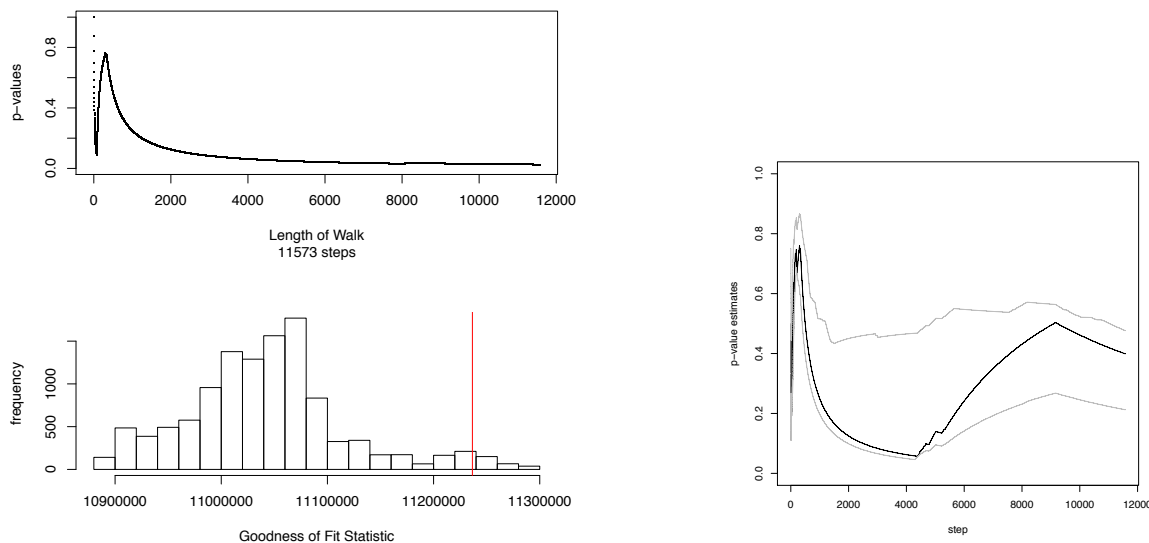 p−values
0.8
0.4
0.0
0 2000 4000 6000 8000 10000 12000
Length of Walk
11573 steps
frequency
1000
500
0
10900000 11000000 11100000 11200000 11300000
Goodness of Fit Statistic
p−value estimates
1.0
0.8
0.6
0.4
0.2
0.0
0 2000 4000 6000 8000 10000 12000
step